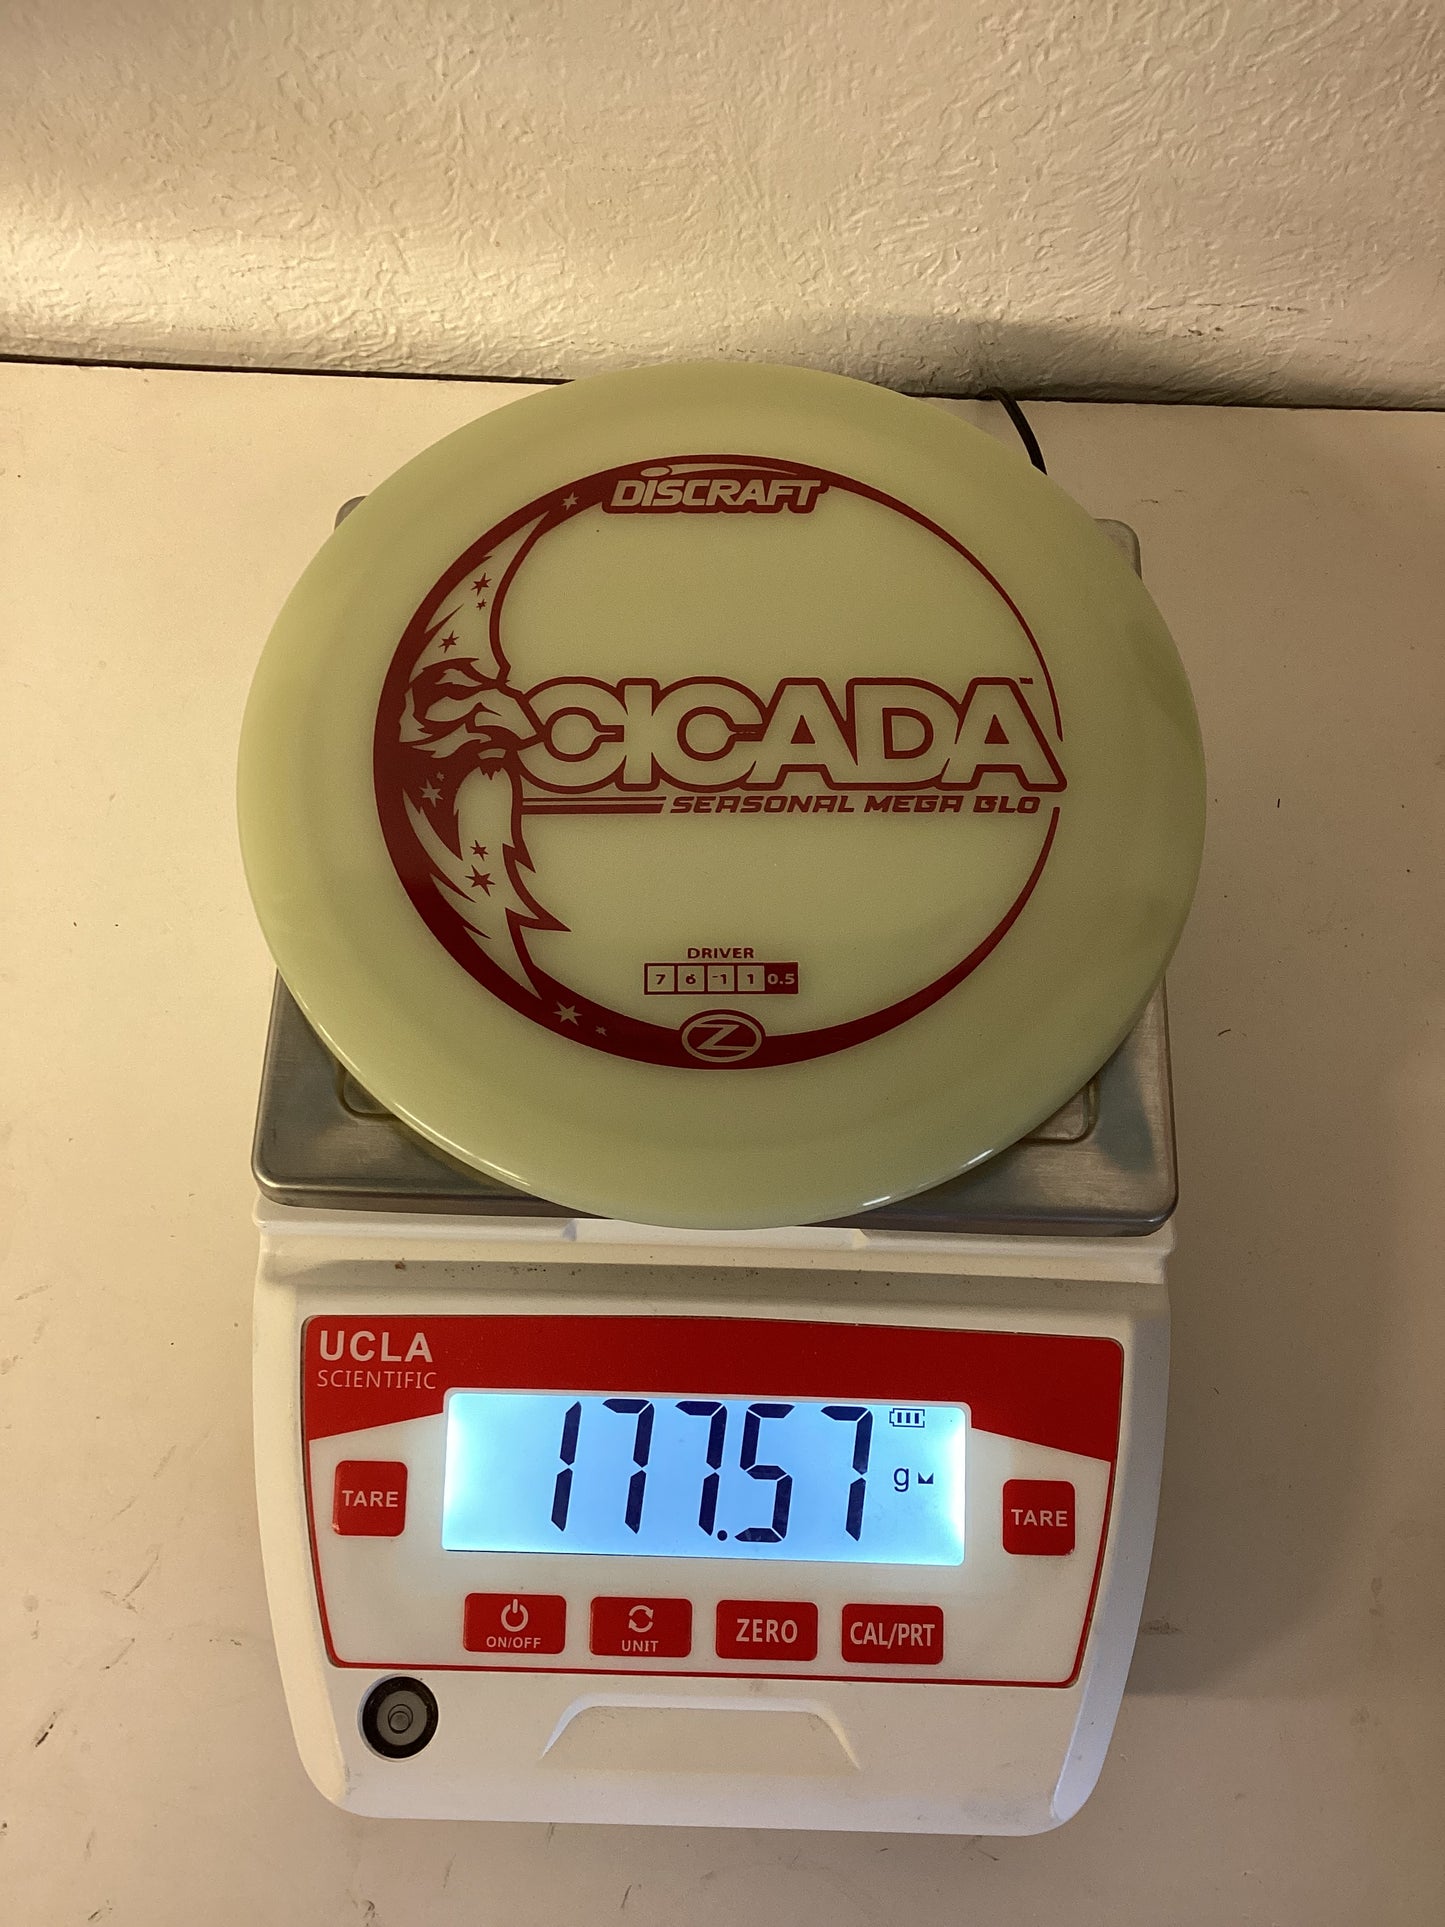 DISCRAFT
CICADA™
SEASONAL MEGA GLO
DRIVER
7 6 -1 1 0.5
Z
UCLA
SCIENTIFIC
177.57 g
TARE
TARE
ON/OFF
UNIT
ZERO
CAL/PRT